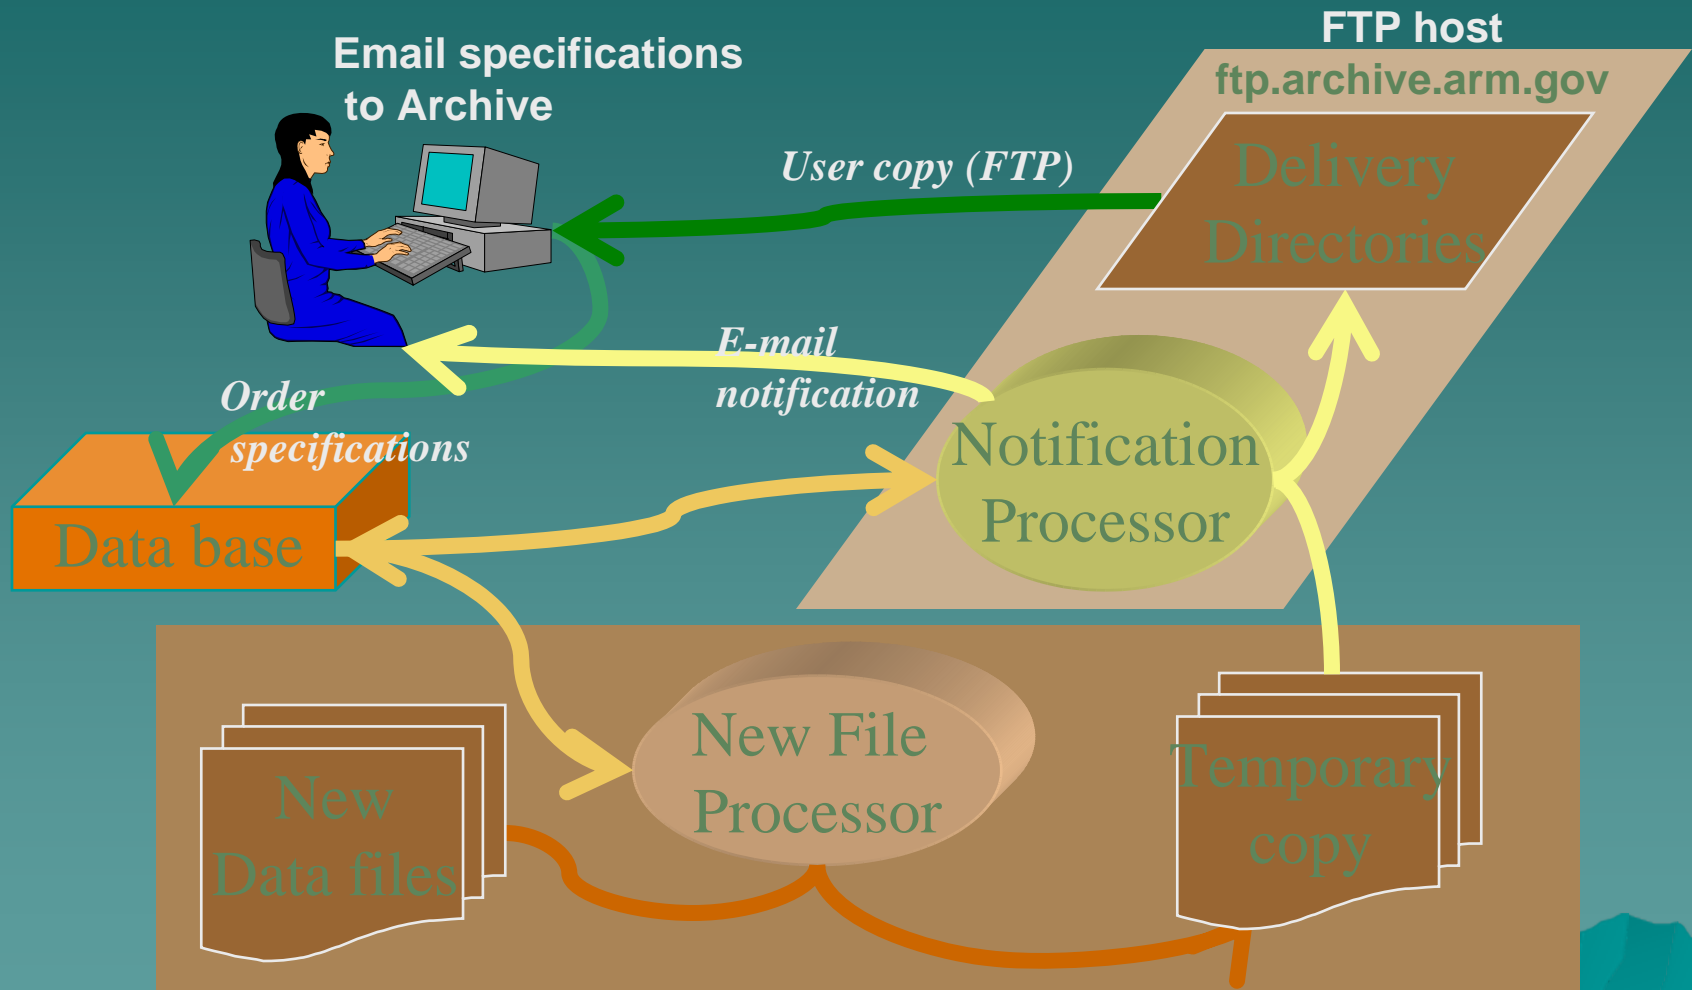 Email specifications
to Archive
FTP host
ftp.archive.arm.gov
Delivery
Directories
User copy (FTP)
E-mail
notification
Order
specifications
Notification
Processor
Data base
New File
Processor
New
Data files
Temporary
copy